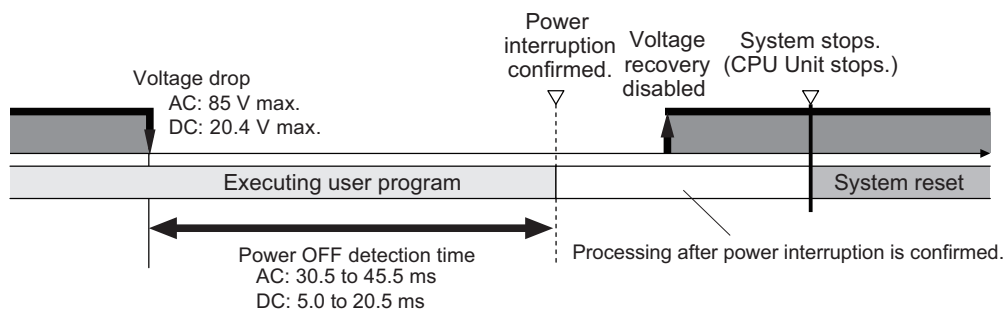 Power
interruption
confirmed.
Voltage
recovery
disabled
System stops.
(CPU Unit stops.)
Voltage drop
AC: 85 V max.
DC: 20.4 V max.
Executing user program
System reset
Power OFF detection time
AC: 30.5 to 45.5 ms
DC: 5.0 to 20.5 ms
Processing after power interruption is confirmed.